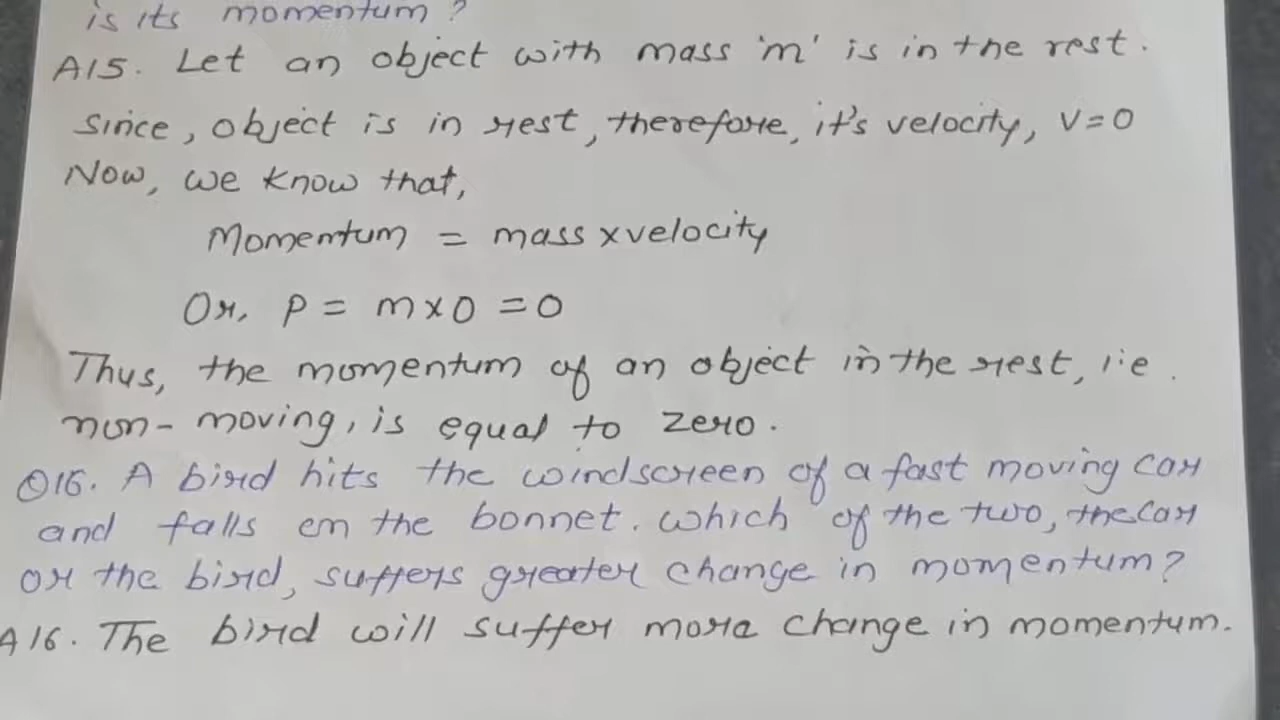 is its momentum?
A15. Let an object with mass 'm' is in the rest.
Since, object is in rest, therefore, it's velocity, v=0
Now, we know that,
Momentum = mass x velocity
Or, P = m x 0 = 0
Thus, the momentum of an object in the rest, i.e.
non-moving, is equal to zero.
Q16. A bird hits the windscreen of a fast moving car
and falls on the bonnet. Which of the two, the car
or the bird, suffers greater change in momentum?
A16. The bird will suffer more change in momentum.